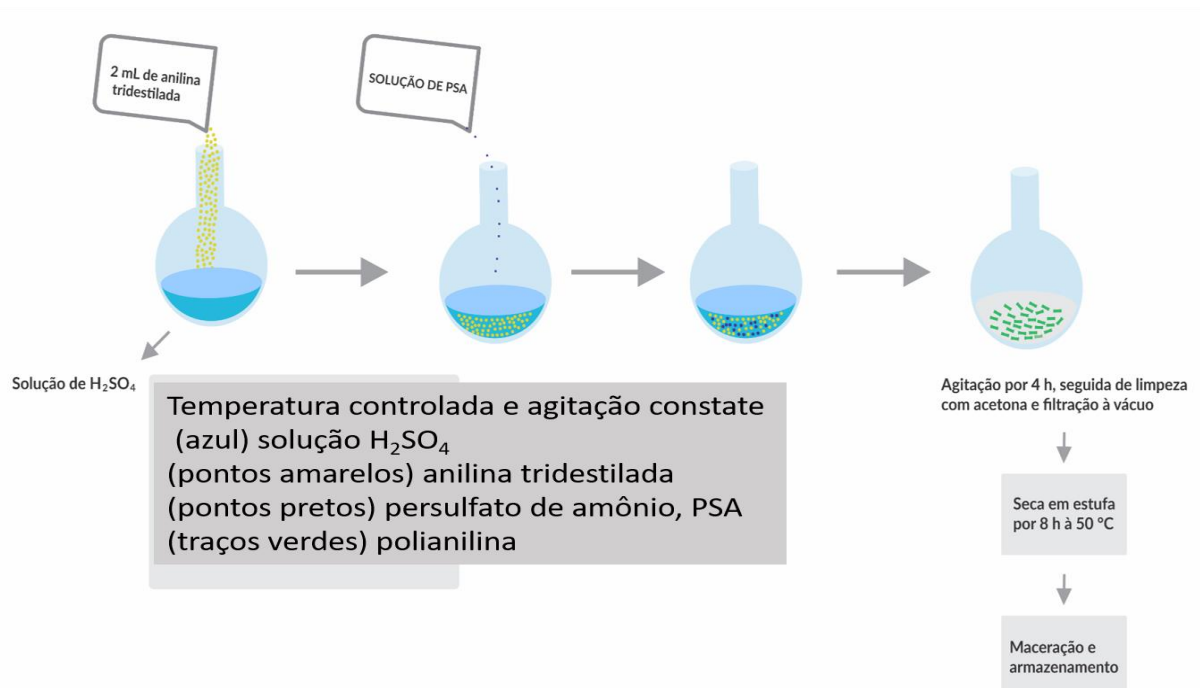 2 mL de anilina
tridestilada
SOLUÇÃO DE PSA
Solução de H₂SO₄
Temperatura controlada e agitação constate
(azul) solução H₂SO₄
(pontos amarelos) anilina tridestilada
(pontos pretos) persulfato de amônio, PSA
(traços verdes) polianilina
Agitação por 4 h, seguida de limpeza
com acetona e filtração à vácuo
Seca em estufa
por 8 h à 50 °C
Maceração e
armazenamento